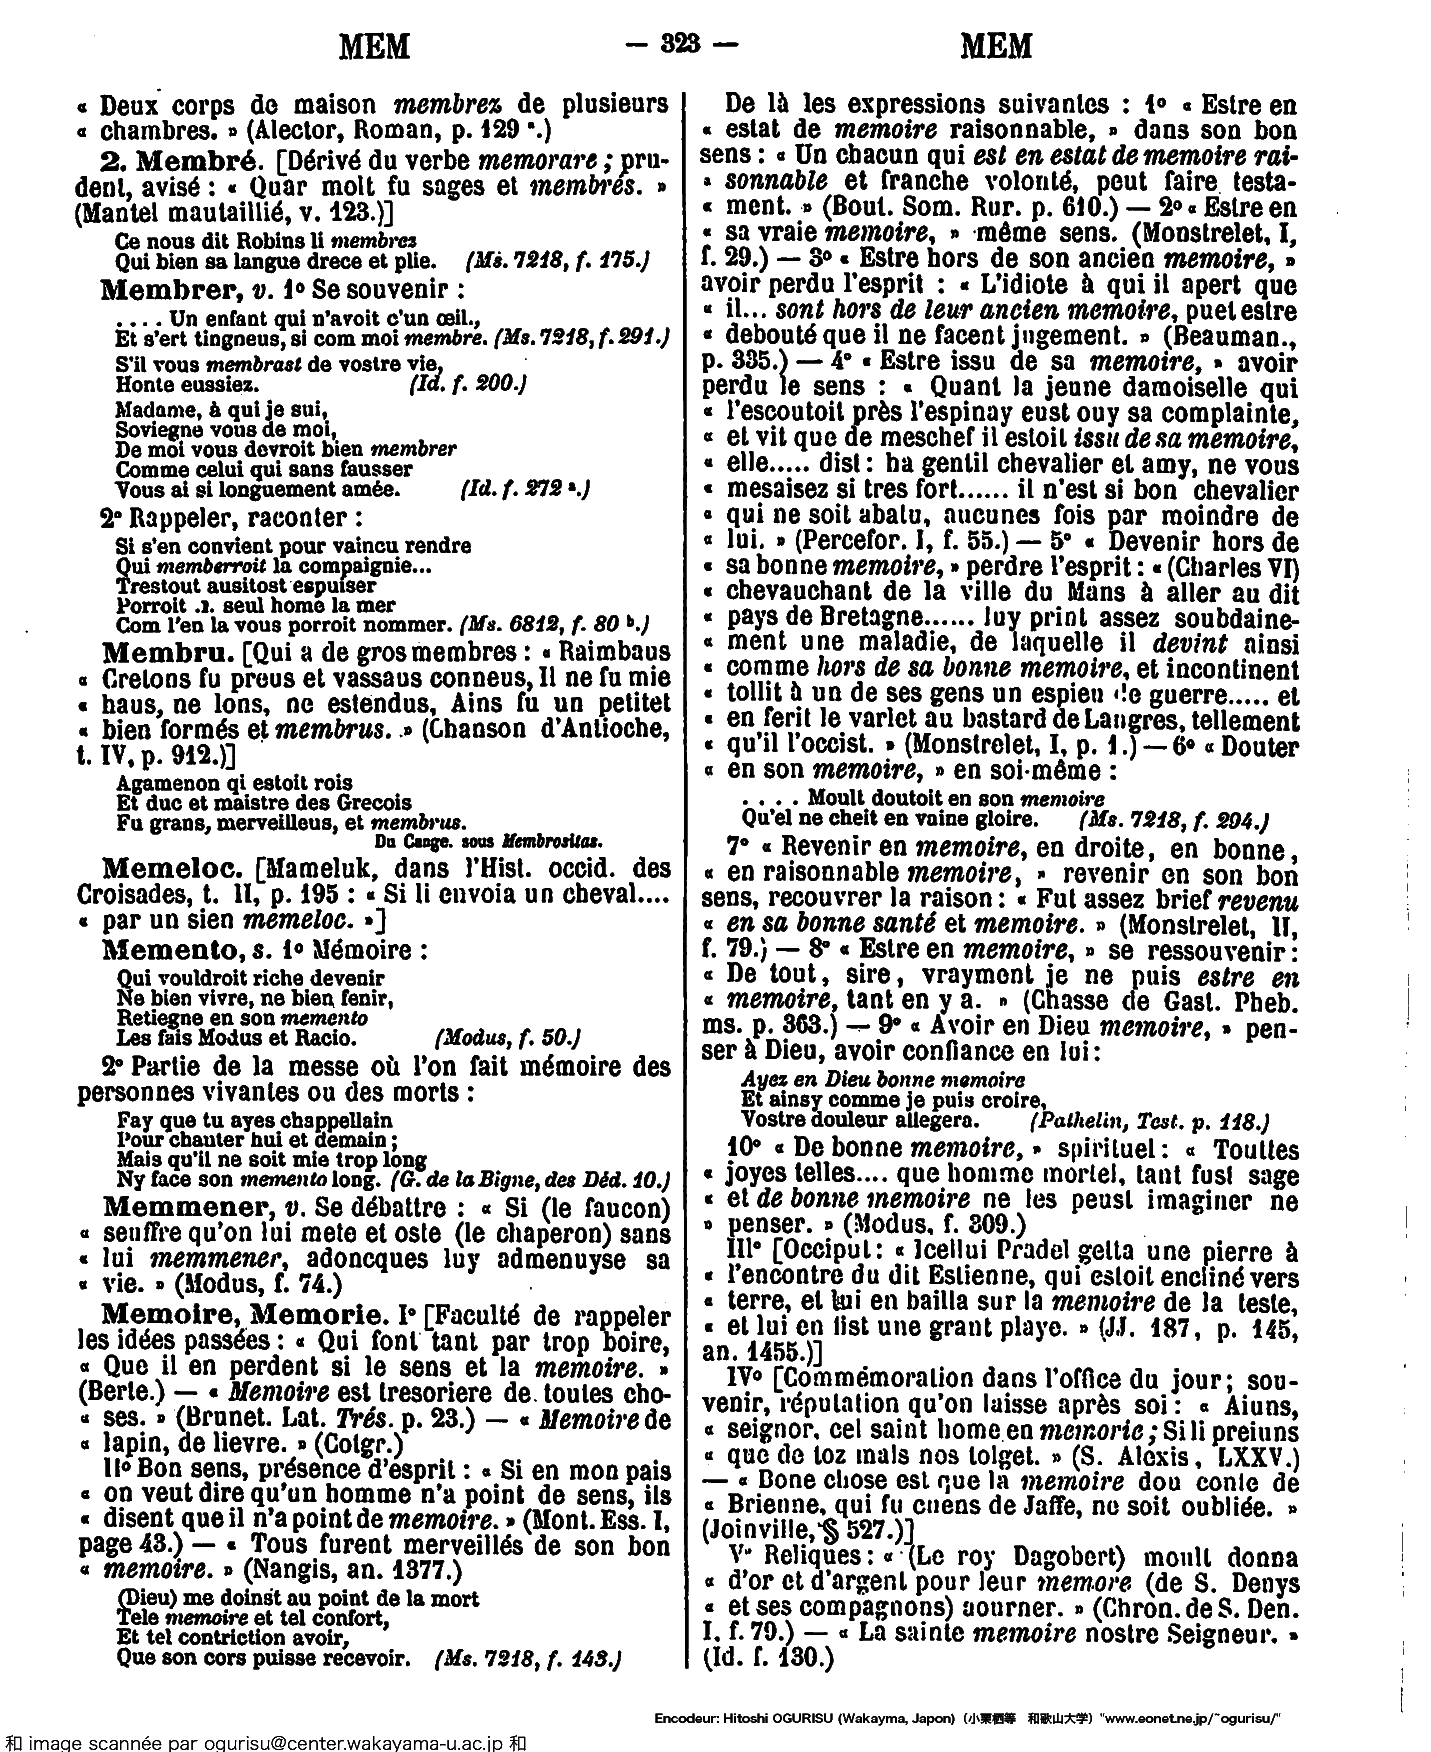 MEM — 323 — MEM
« Deux corps de maison membrez de plusieurs
« chambres. » (Alector, Roman, p. 129 ª.)
2. Membré. [Dérivé du verbe memorare ; pru-
dent, avisé : « Quar molt fu sages et membrés. »
(Mantel mautaillié, v. 123.)]
Ce nous dit Robins li membrez
Qui bien sa langue drece et plie. (Ms. 7218, f. 175.)
Membrer, v. 1º Se souvenir :
.... Un enfant qui n'avoit c'un œil.,
Et s'ert tingneus, si com moi membre. (Ms. 7218, f. 291.)
S'il vous membrast de vostre vie,
Honte eussiez. (Id. f. 200.)
Madame, à qui je sui,
Soviegne vous de moi,
De moi vous devroit bien membrer
Comme celui qui sans fausser
Vous ai si longuement amée. (Id. f. 272 ª.)
2º Rappeler, raconter :
Si s'en convient pour vaincu rendre
Qui memberroit la compaignie...
Trestout ausitost espuiser
Porroit .I. seul home la mer
Com l'en la vous porroit nommer. (Ms. 6812, f. 80 ᵇ.)
Membru. [Qui a de gros membres : « Raimbaus
« Cretons fu preus et vassaus conneus, Il ne fu mie
« haus, ne lons, ne estendus, Ains fu un petitet
« bien formés et membrus. » (Chanson d'Antioche,
t. IV, p. 912.)]
Agamenon qi estoit rois
Et duc et maistre des Grecois
Fu grans, merveilleus, et membrus.
Du Cange. sous Membrositas.
Memeloc. [Mameluk, dans l'Hist. occid. des
Croisades, t. II, p. 195 : « Si li envoia un cheval....
« par un sien memeloc. »]
Memento, s. 1º Mémoire :
Qui vouldroit riche devenir
Ne bien vivre, ne bien fenir,
Retiegne en son memento
Les fais Modus et Racio. (Modus, f. 50.)
2º Partie de la messe où l'on fait mémoire des
personnes vivantes ou des morts :
Fay que tu ayes chappellain
Pour chanter hui et demain ;
Mais qu'il ne soit mie trop long
Ny face son memento long. (G. de la Bigne, des Déd. 10.)
Memmener, v. Se débattre : « Si (le faucon)
« seuffre qu'on lui mete et oste (le chaperon) sans
« lui memmener, adoncques luy admenuyse sa
« vie. » (Modus, f. 74.)
Memoire, Memorie. Iº [Faculté de rappeler
les idées passées : « Qui font tant par trop boire,
« Que il en perdent si le sens et la memoire. »
(Berte.) — « Memoire est tresoriere de toutes cho-
« ses. » (Brunet. Lat. Trés. p. 23.) — « Memoire de
« lapin, de lievre. » (Cotgr.)
IIº Bon sens, présence d'esprit : « Si en mon pais
« on veut dire qu'un homme n'a point de sens, ils
« disent que il n'a point de memoire. » (Mont. Ess. I,
page 43.) — « Tous furent merveillés de son bon
« memoire. » (Nangis, an. 1377.)
(Dieu) me doinst au point de la mort
Tele memoire et tel confort,
Et tel contriction avoir,
Que son cors puisse recevoir. (Ms. 7218, f. 143.)
De là les expressions suivantes : 1º « Estre en
« estat de memoire raisonnable, » dans son bon
sens : « Un chacun qui est en estat de memoire rai-
« sonnable et franche volonté, peut faire testa-
« ment. » (Bout. Som. Rur. p. 610.) — 2º « Estre en
« sa vraie memoire, » même sens. (Monstrelet, I,
f. 29.) — 3º « Estre hors de son ancien memoire, »
avoir perdu l'esprit : « L'idiote à qui il apert que
« il... sont hors de leur ancien memoire, puet estre
« debouté que il ne facent jugement. » (Beauman.,
p. 335.) — 4º « Estre issu de sa memoire, » avoir
perdu le sens : « Quant la jeune damoiselle qui
« l'escoutoit près l'espinay eust ouy sa complainte,
« et vit que de meschef il estoit issu de sa memoire,
« elle..... dist : ha gentil chevalier et amy, ne vous
« mesaisez si tres fort...... il n'est si bon chevalier
« qui ne soit abatu, aucunes fois par moindre de
« lui. » (Percefor. I, f. 55.) — 5º « Devenir hors de
« sa bonne memoire, » perdre l'esprit : « (Charles VI)
« chevauchant de la ville du Mans à aller au dit
« pays de Bretagne...... luy print assez soubdaine-
« ment une maladie, de laquelle il devint ainsi
« comme hors de sa bonne memoire, et incontinent
« tollit à un de ses gens un espieu de guerre..... et
« en ferit le varlet au bastard de Langres, tellement
« qu'il l'occist. » (Monstrelet, I, p. 1.) — 6º « Douter
« en son memoire, » en soi-même :
.... Moult doutoit en son memoire
Qu'el ne cheit en vaine gloire. (Ms. 7218, f. 294.)
7º « Revenir en memoire, en droite, en bonne,
« en raisonnable memoire, » revenir en son bon
sens, recouvrer la raison : « Fut assez brief revenu
« en sa bonne santé et memoire. » (Monstrelet, II,
f. 79.) — 8º « Estre en memoire, » se ressouvenir :
« De tout, sire, vrayment je ne puis estre en
« memoire, tant en y a. » (Chasse de Gast. Pheb.
ms. p. 363.) — 9º « Avoir en Dieu memoire, » pen-
ser à Dieu, avoir confiance en lui :
Ayez en Dieu bonne memoire
Et ainsy comme je puis croire,
Vostre douleur allegera. (Pathelin, Test. p. 118.)
10º « De bonne memoire, » spirituel : « Touttes
« joyes telles.... que homme mortel, tant fust sage
« et de bonne memoire ne les peust imaginer ne
» penser. » (Modus, f. 309.)
IIIº [Occiput : « Icellui Pradel getta une pierre à
« l'encontre du dit Estienne, qui estoit encliné vers
« terre, et lui en bailla sur la memoire de la teste,
« et lui en fist une grant playe. » (JJ. 187, p. 145,
an. 1455.)]
IVº [Commémoration dans l'office du jour ; sou-
venir, réputation qu'on laisse après soi : « Aiuns,
« seignor, cel saint home en memorie ; Si li preiuns
« que de toz mals nos tolget. » (S. Alexis, LXXV.)
— « Bone chose est que la memoire dou conte de
« Brienne, qui fu cuens de Jaffe, ne soit oubliée. »
(Joinville, § 527.)]
Vº Reliques : « (Le roy Dagobert) moult donna
« d'or et d'argent pour leur memore (de S. Denys
« et ses compagnons) aourner. » (Chron. de S. Den.
I, f. 79.) — « La sainte memoire nostre Seigneur. »
(Id. f. 130.)
Encodeur: Hitoshi OGURISU (Wakayma, Japon) (小栗栖等 和歌山大学) "www.eonet.ne.jp/~ogurisu/"
和 image scannée par ogurisu@center.wakayama-u.ac.jp 和